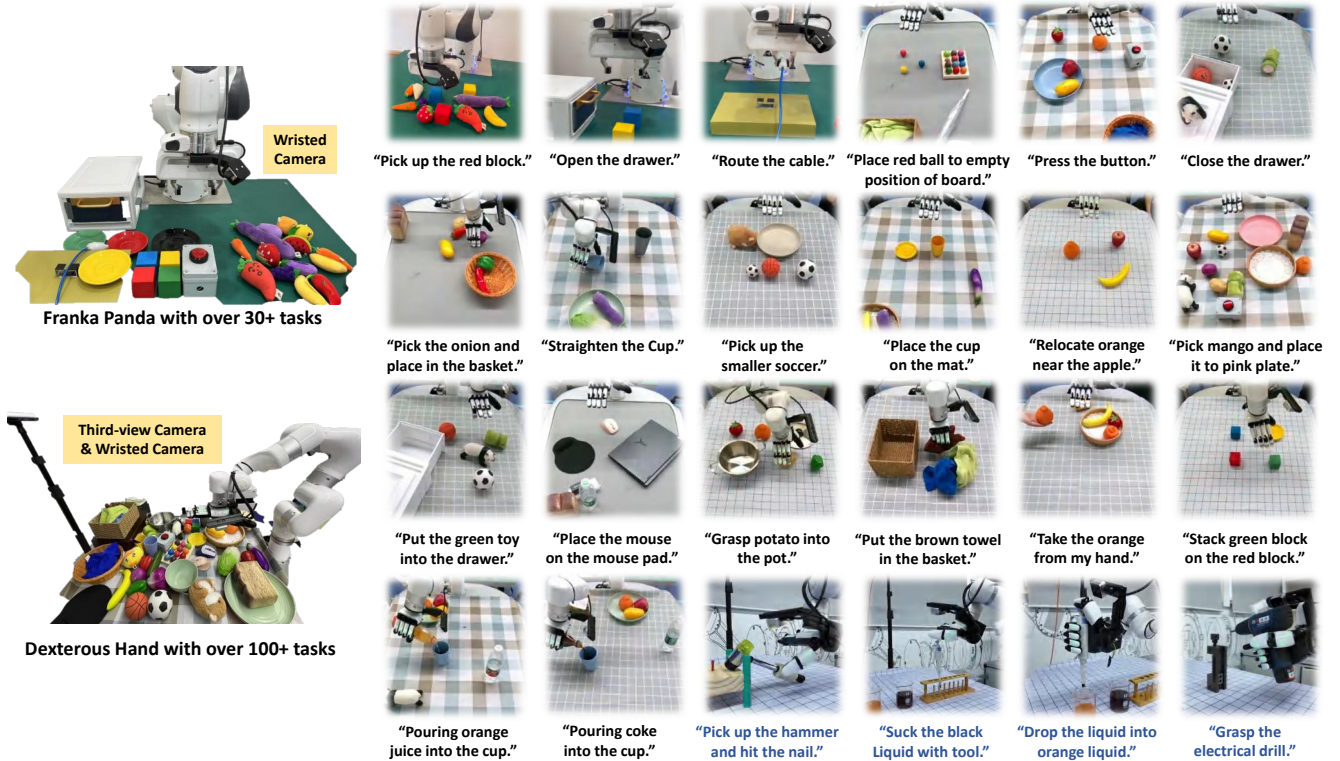 Wristed
Camera
Franka Panda with over 30+ tasks
Third-view Camera
& Wristed Camera
Dexterous Hand with over 100+ tasks
“Pick up the red block.”
“Open the drawer.”
“Route the cable.”
“Place red ball to empty
position of board.”
“Press the button.”
“Close the drawer.”
“Pick the onion and
place in the basket.”
“Straighten the Cup.”
“Pick up the
smaller soccer.”
“Place the cup
on the mat.”
“Relocate orange
near the apple.”
“Pick mango and place
it to pink plate.”
“Put the green toy
into the drawer.”
“Place the mouse
on the mouse pad.”
“Grasp potato into
the pot.”
“Put the brown towel
in the basket.”
“Take the orange
from my hand.”
“Stack green block
on the red block.”
“Pouring orange
juice into the cup.”
“Pouring coke
into the cup.”
“Pick up the hammer
and hit the nail.”
“Suck the black
Liquid with tool.”
“Drop the liquid into
orange liquid.”
“Grasp the
electrical drill.”